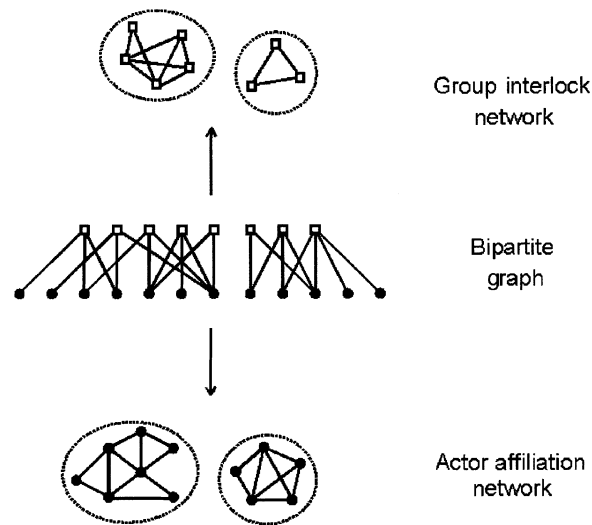 Group interlock
network
Bipartite
graph
Actor affiliation
network